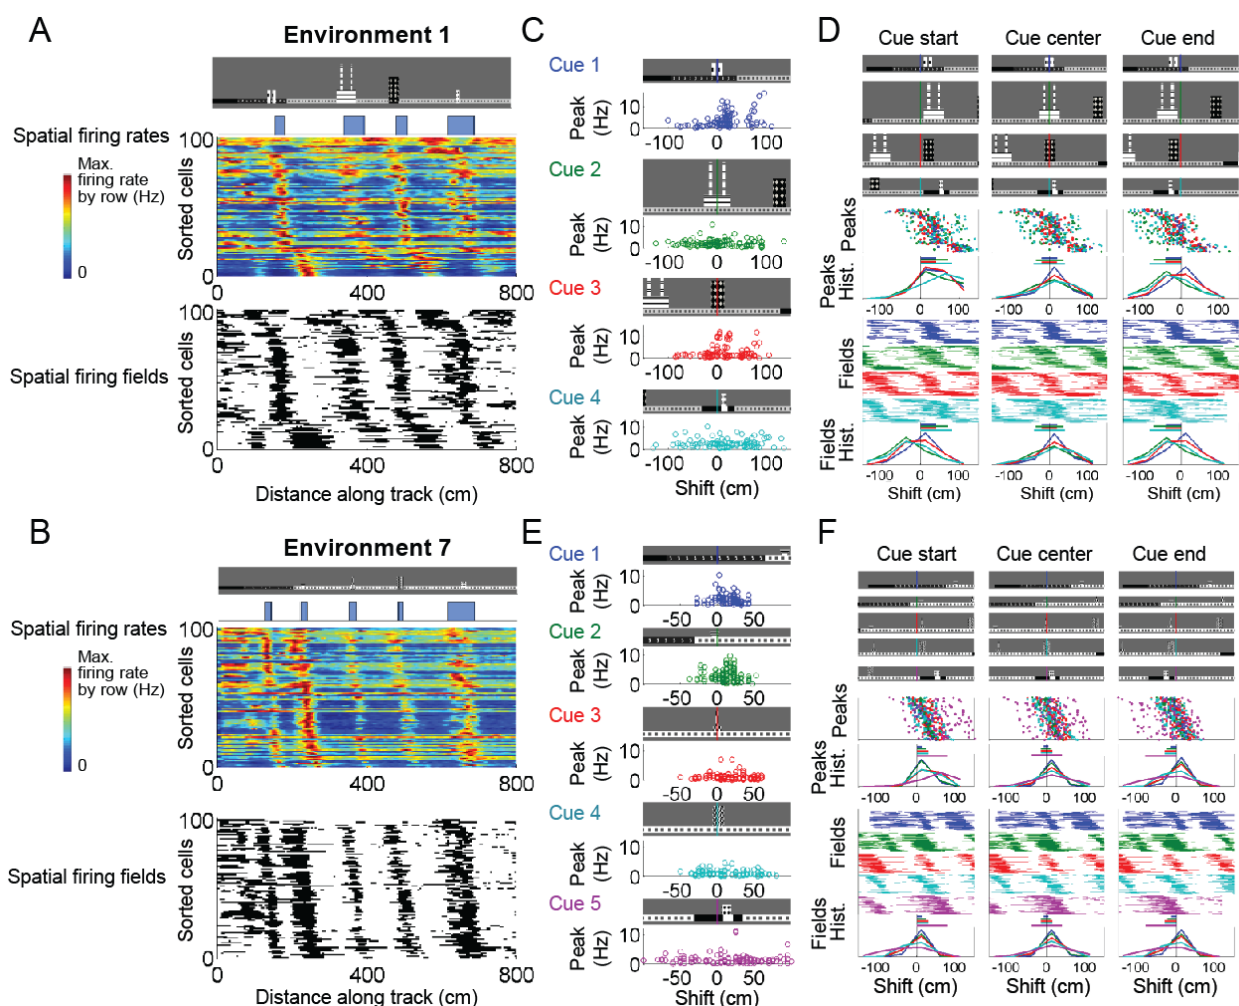 A
Environment 1
Spatial firing rates
Max.
firing rate
by row (Hz)
0
Sorted cells
100
50
0
0
400
800
Spatial firing fields
Sorted cells
100
50
0
0
400
800
Distance along track (cm)
B
Environment 7
Spatial firing rates
Max.
firing rate
by row (Hz)
0
Sorted cells
100
50
0
0
400
800
Spatial firing fields
Sorted cells
100
50
0
0
400
800
Distance along track (cm)
C
Cue 1
Peak
(Hz)
10
0
-100
0
100
Cue 2
Peak
(Hz)
10
0
-100
0
100
Cue 3
Peak
(Hz)
10
0
-100
0
100
Cue 4
Peak
(Hz)
10
0
-100
0
100
Shift (cm)
D
Cue start
Cue center
Cue end
Peaks
Peaks
Hist.
-100
0
100
-100
0
100
-100
0
100
Fields
Fields
Hist.
-100
0
100
-100
0
100
-100
0
100
Shift (cm)
Shift (cm)
Shift (cm)
E
Cue 1
Peak
(Hz)
10
0
-50
0
50
Cue 2
Peak
(Hz)
10
0
-50
0
50
Cue 3
Peak
(Hz)
10
0
-50
0
50
Cue 4
Peak
(Hz)
10
0
-50
0
50
Cue 5
Peak
(Hz)
10
0
-50
0
50
Shift (cm)
F
Cue start
Cue center
Cue end
Peaks
Peaks
Hist.
-100
0
100
-100
0
100
-100
0
100
Fields
Fields
Hist.
-100
0
100
-100
0
100
-100
0
100
Shift (cm)
Shift (cm)
Shift (cm)